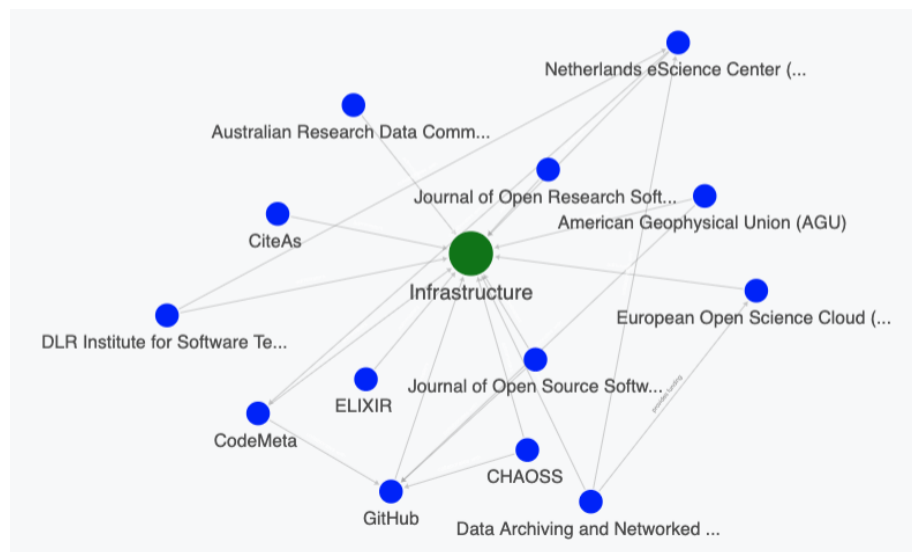 Netherlands eScience Center (...
Australian Research Data Comm...
Journal of Open Research Soft...
American Geophysical Union (AGU)
CiteAs
Infrastructure
European Open Science Cloud (...
DLR Institute for Software Te...
Journal of Open Source Softw...
provides funding
ELIXIR
CodeMeta
CHAOSS
GitHub
Data Archiving and Networked ...